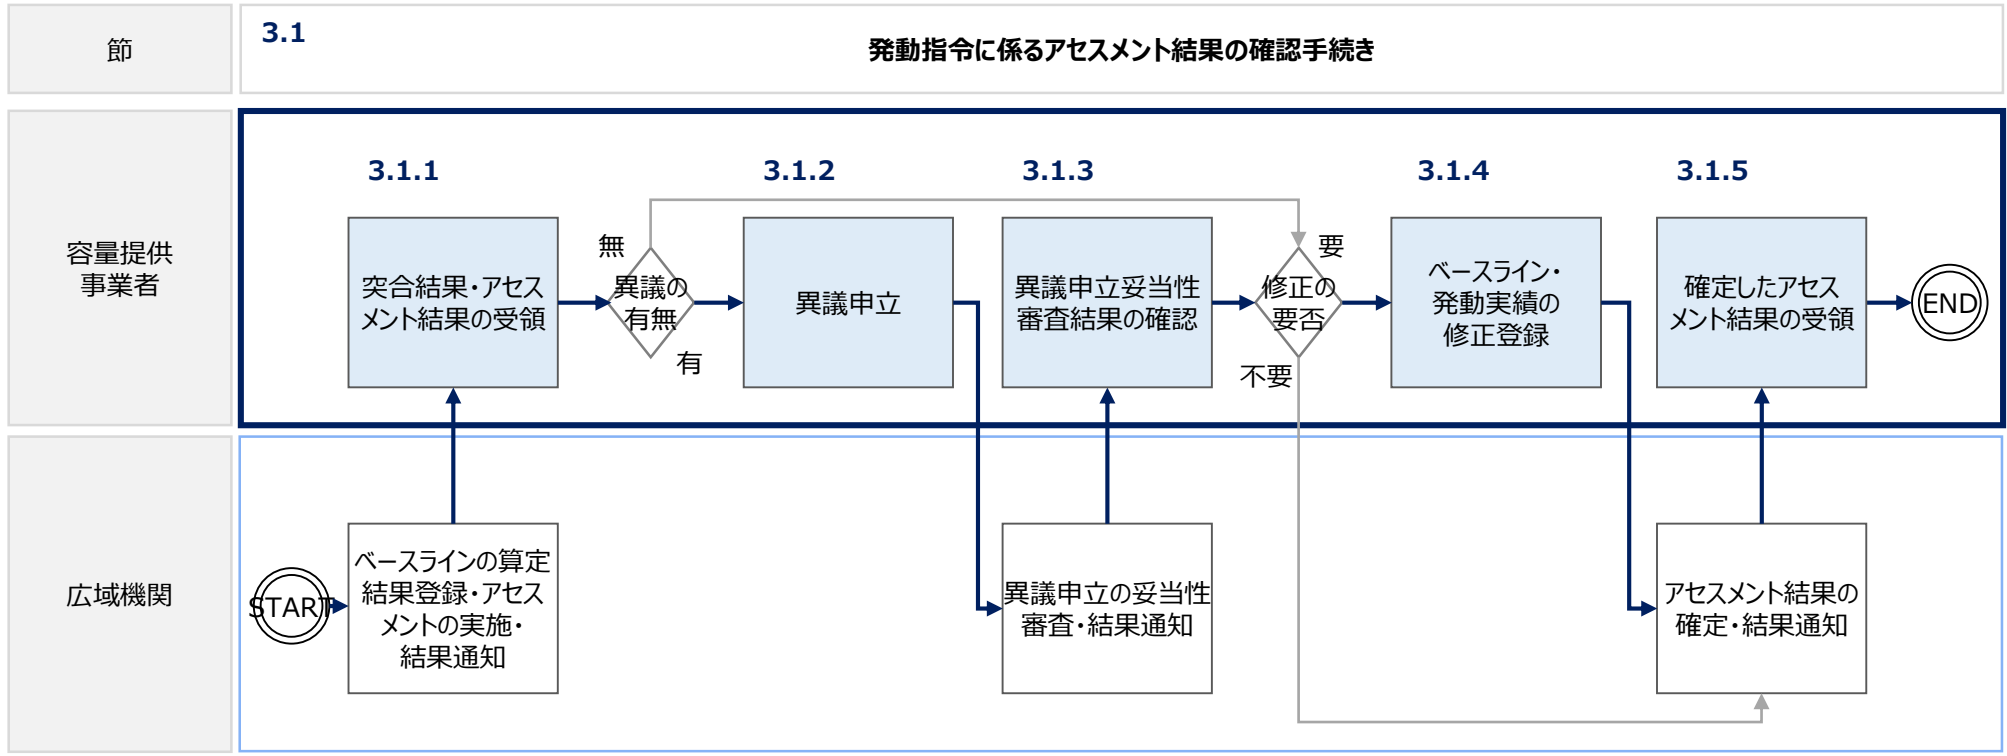 節
3.1
発動指令に係るアセスメント結果の確認手続き
容量提供
事業者
3.1.1
突合結果・アセス
メント結果の受領
無
異議の
有無
有
3.1.2
異議申立
3.1.3
異議申立妥当性
審査結果の確認
要
修正の
要否
不要
3.1.4
ベースライン・
発動実績の
修正登録
3.1.5
確定したアセス
メント結果の受領
END
広域機関
START
ベースラインの算定
結果登録・アセス
メントの実施・
結果通知
異議申立の妥当性
審査・結果通知
アセスメント結果の
確定・結果通知